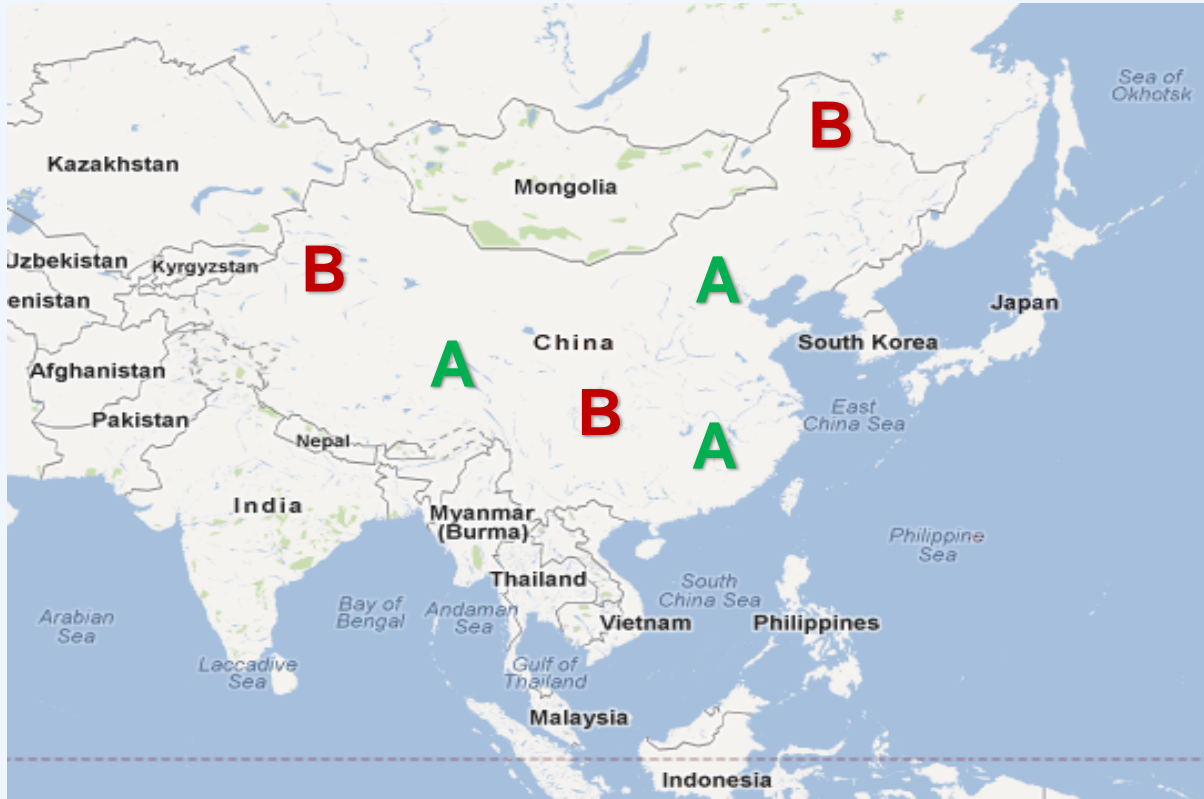 Sea of
Okhotsk
B
Kazakhstan
Mongolia
Uzbekistan
Kyrgyzstan
B
A
enistan
Japan
China
South Korea
Afghanistan
A
Pakistan
B
East
China Sea
Nepal
A
India
Myanmar
(Burma)
Philippine
Sea
Thailand
South
China Sea
Bay of
Bengal
Andaman
Sea
Arabian
Sea
Vietnam
Philippines
Laccadive
Sea
Gulf of
Thailand
Malaysia
Indonesia